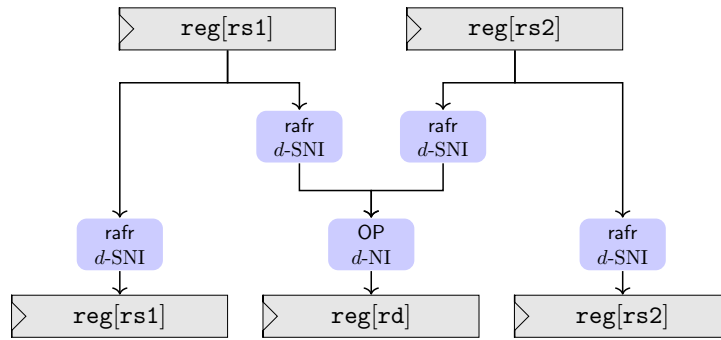 reg[rs1]
reg[rs2]
rafr
d-SNI
rafr
d-SNI
rafr
d-SNI
OP
d-NI
rafr
d-SNI
reg[rs1]
reg[rd]
reg[rs2]